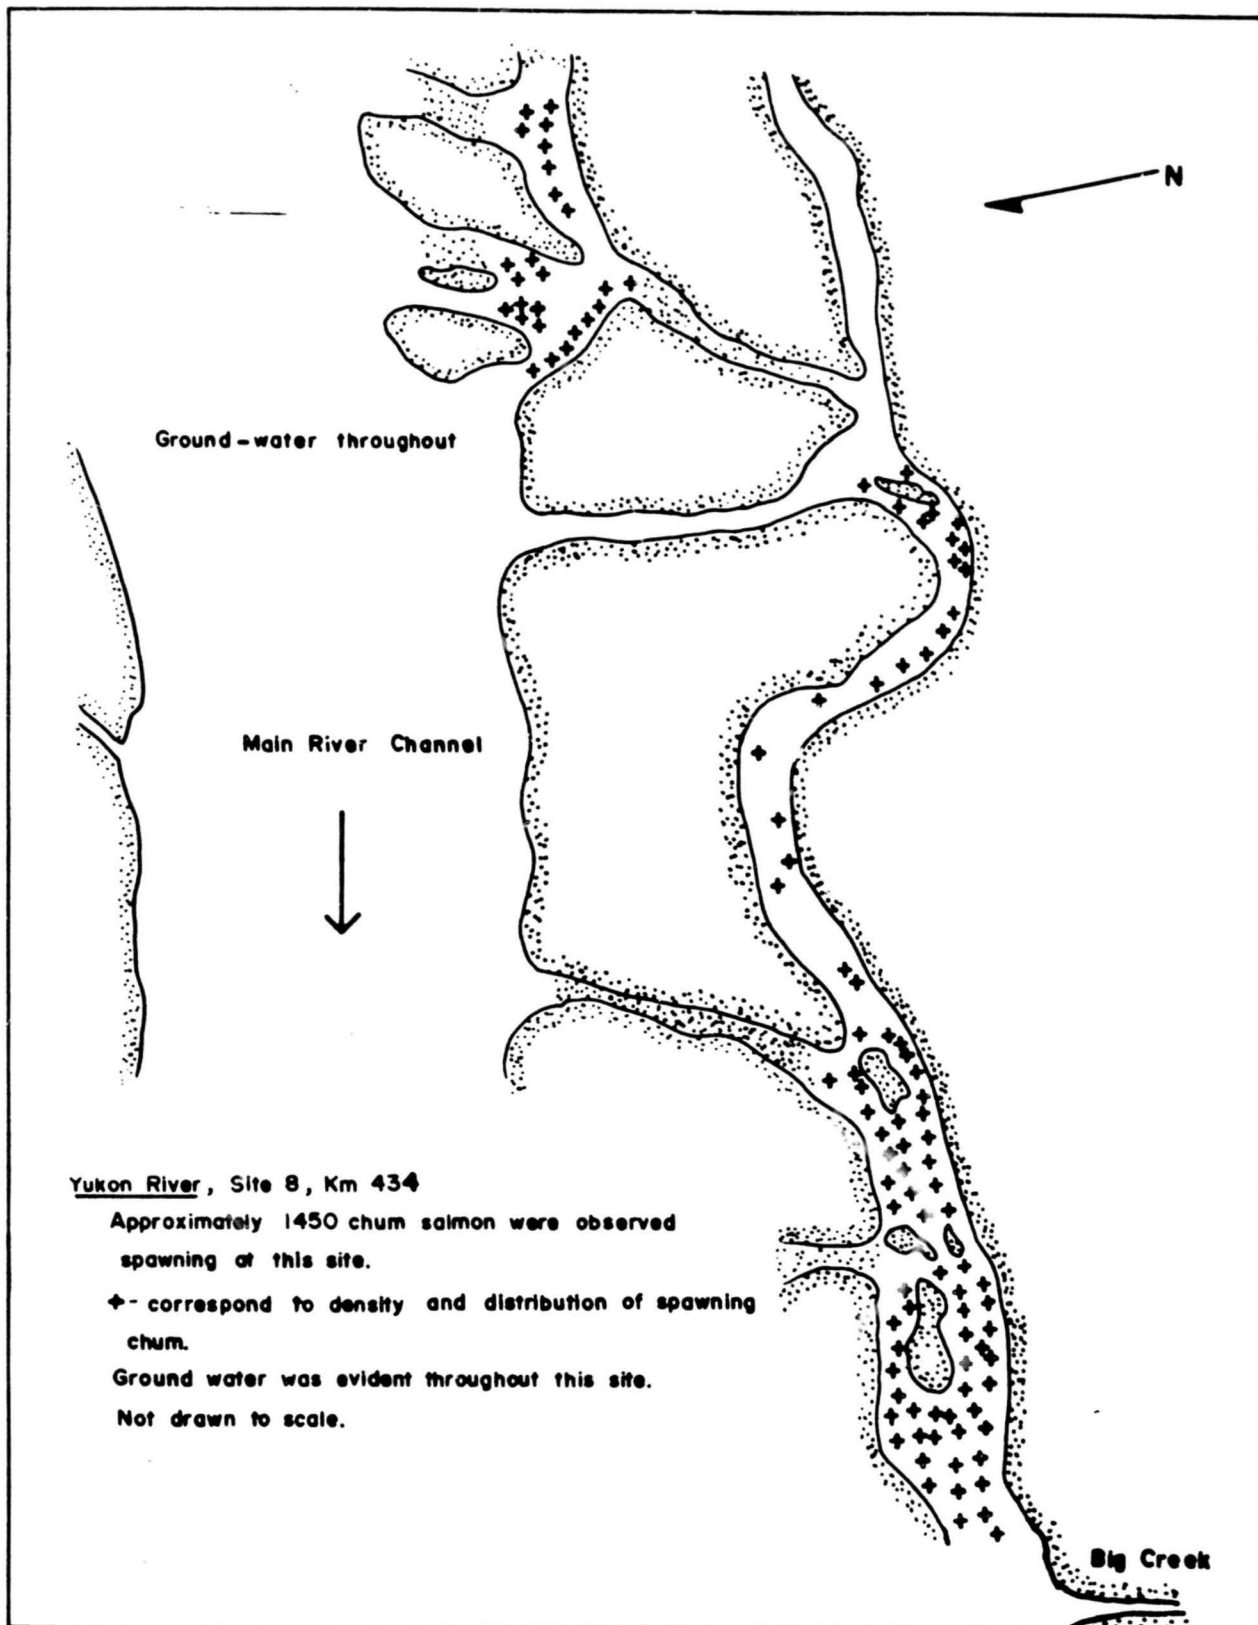 N
Ground-water throughout
Main River Channel
Yukon River, Site 8, Km 434
Approximately 1450 chum salmon were observed
spawning at this site.
+- correspond to density and distribution of spawning
chum.
Ground water was evident throughout this site.
Not drawn to scale.
Big Creek